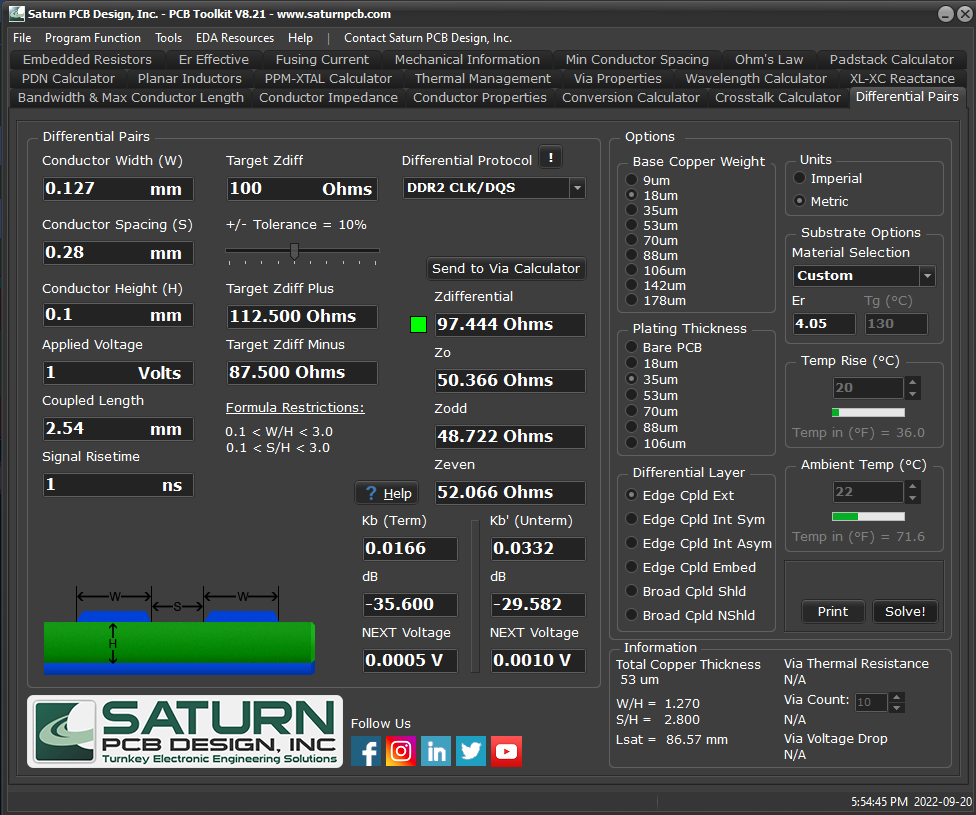 Saturn PCB Design, Inc. - PCB Toolkit V8.21 - www.saturnpcb.com
File Program Function Tools EDA Resources Help | Contact Saturn PCB Design, Inc.
Embedded Resistors Er Effective Fusing Current Mechanical Information Min Conductor Spacing Ohm's Law Padstack Calculator
PDN Calculator Planar Inductors PPM-XTAL Calculator Thermal Management Via Properties Wavelength Calculator XL-XC Reactance
Bandwidth & Max Conductor Length Conductor Impedance Conductor Properties Conversion Calculator Crosstalk Calculator Differential Pairs
Differential Pairs
Conductor Width (W)
0.127 mm
Conductor Spacing (S)
0.28 mm
Conductor Height (H)
0.1 mm
Applied Voltage
1 Volts
Coupled Length
2.54 mm
Signal Risetime
1 ns
Target Zdiff
100 Ohms
+/- Tolerance = 10%
Target Zdiff Plus
112.500 Ohms
Target Zdiff Minus
87.500 Ohms
Formula Restrictions:
0.1 < W/H < 3.0
0.1 < S/H < 3.0
Differential Protocol !
DDR2 CLK/DQS
Send to Via Calculator
Zdifferential
97.444 Ohms
Zo
50.366 Ohms
Zodd
48.722 Ohms
Zeven
52.066 Ohms
? Help
Kb (Term)
0.0166
dB
-35.600
NEXT Voltage
0.0005 V
Kb' (Unterm)
0.0332
dB
-29.582
NEXT Voltage
0.0010 V
W S W
H
Options
Base Copper Weight
9um
18um
35um
53um
70um
88um
106um
142um
178um
Plating Thickness
Bare PCB
18um
35um
53um
70um
88um
106um
Differential Layer
Edge Cpld Ext
Edge Cpld Int Sym
Edge Cpld Int Asym
Edge Cpld Embed
Broad Cpld Shld
Broad Cpld NShld
Units
Imperial
Metric
Substrate Options
Material Selection
Custom
Er Tg (°C)
4.05 130
Temp Rise (°C)
20
Temp in (°F) = 36.0
Ambient Temp (°C)
22
Temp in (°F) = 71.6
Print Solve!
Information
Total Copper Thickness
53 um
W/H = 1.270
S/H = 2.800
Lsat = 86.57 mm
Via Thermal Resistance
N/A
Via Count: 10
N/A
Via Voltage Drop
N/A
SATURN
PCB DESIGN, INC
Turnkey Electronic Engineering Solutions
Follow Us
f in
5:54:45 PM 2022-09-20